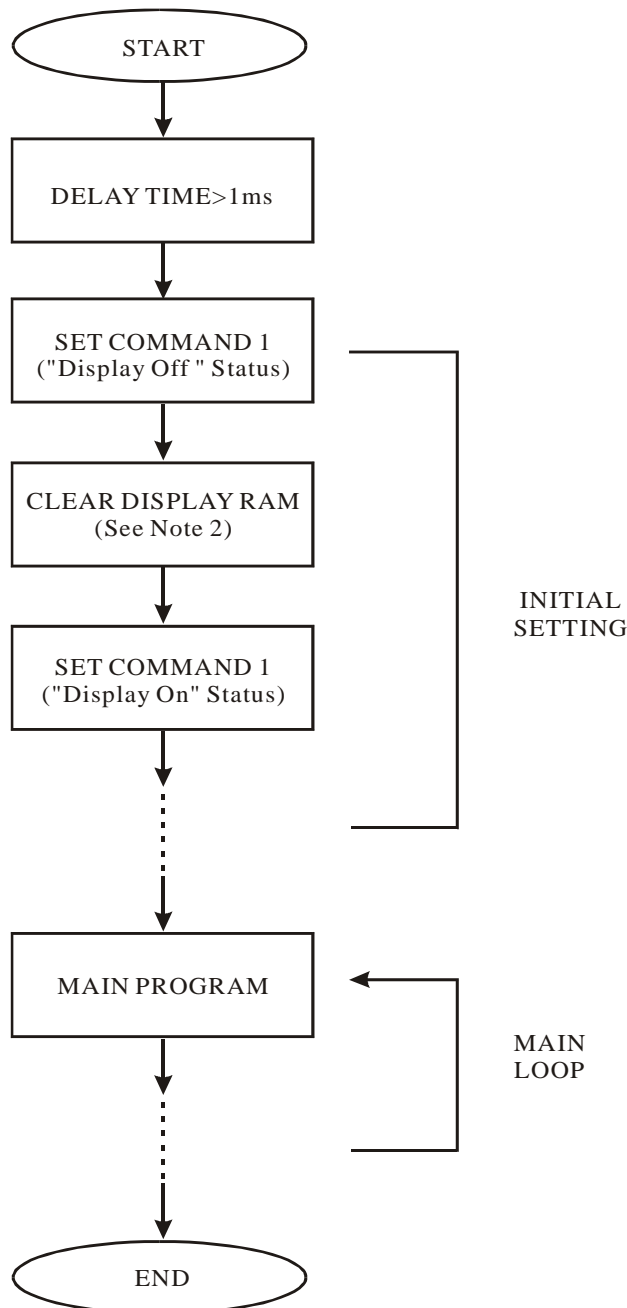 START
DELAY TIME>1ms
SET COMMAND 1
("Display Off " Status)
CLEAR DISPLAY RAM
(See Note 2)
SET COMMAND 1
("Display On" Status)
INITIAL
SETTING
MAIN PROGRAM
MAIN
LOOP
END